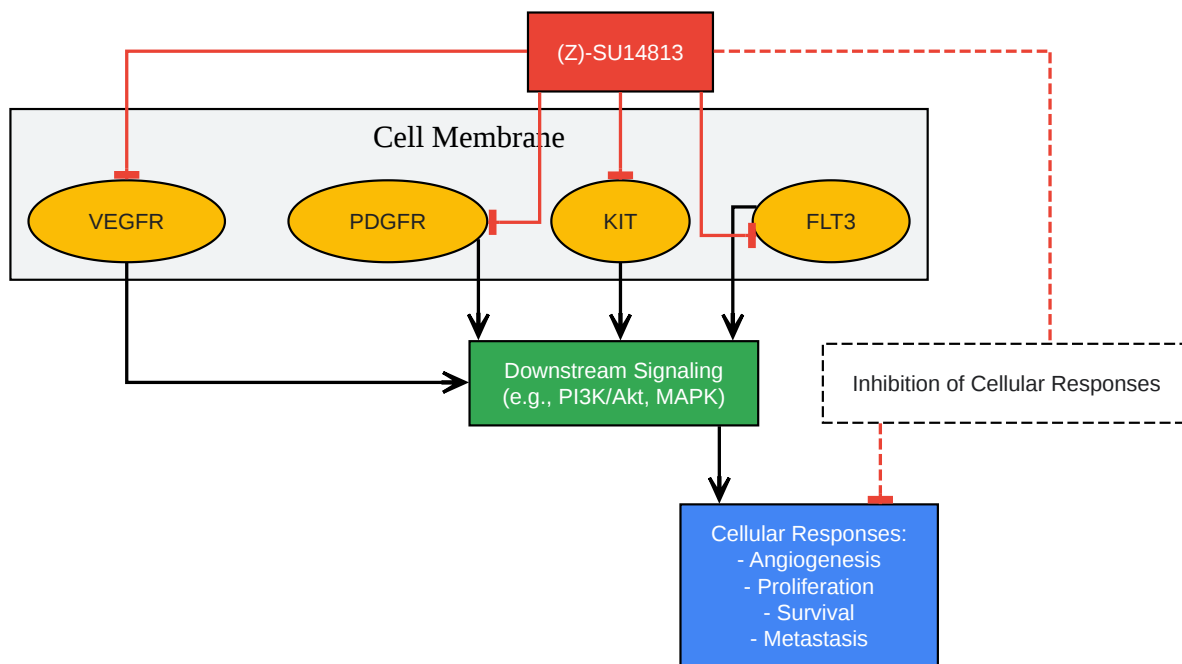 (Z)-SU14813
Cell Membrane
VEGFR
PDGFR
KIT
FLT3
Downstream Signaling
(e.g., PI3K/Akt, MAPK)
Inhibition of Cellular Responses
Cellular Responses:
- Angiogenesis
- Proliferation
- Survival
- Metastasis